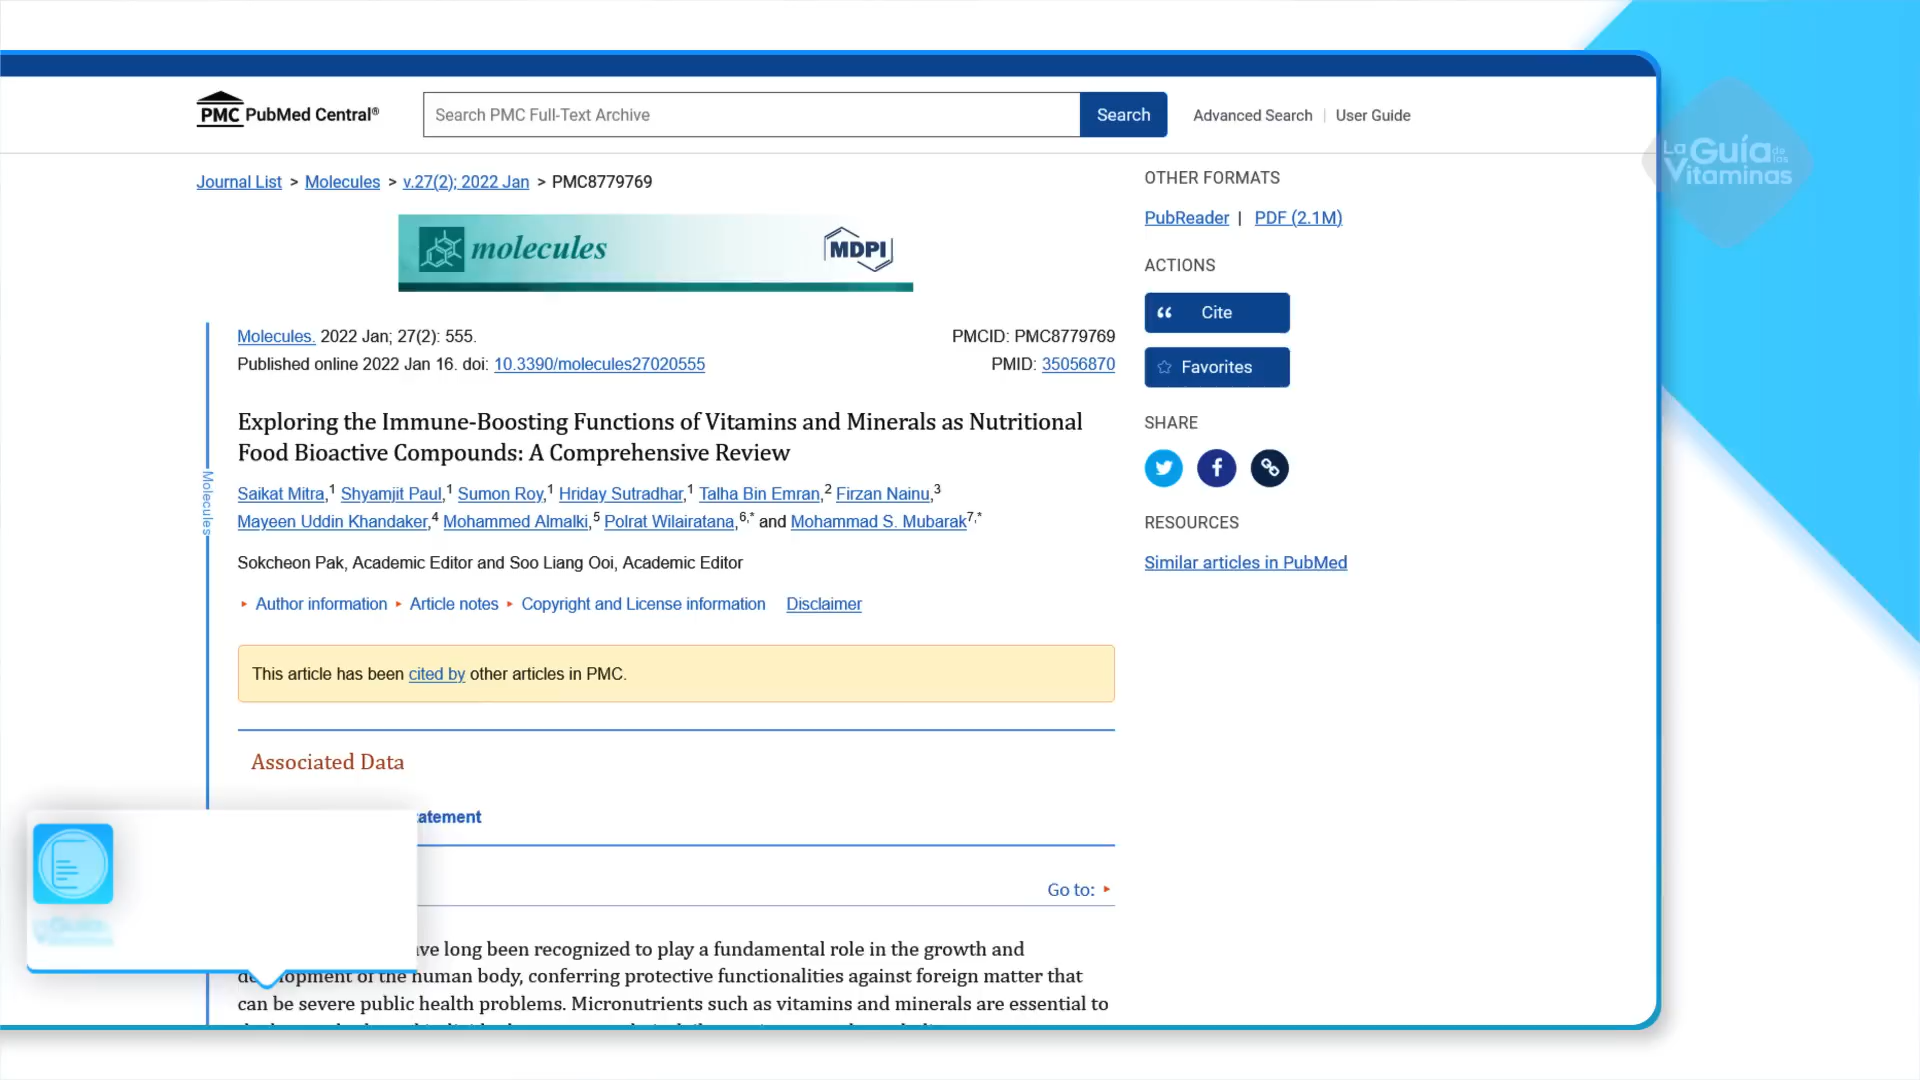 PMC PubMed Central®
Search PMC Full-Text Archive
Search
Advanced Search | User Guide
La Guía de las Vitaminas
Journal List > Molecules > v.27(2); 2022 Jan > PMC8779769
molecules
MDPI
Molecules. 2022 Jan; 27(2): 555.
PMCID: PMC8779769
Published online 2022 Jan 16. doi: 10.3390/molecules27020555
PMID: 35056870
Exploring the Immune-Boosting Functions of Vitamins and Minerals as Nutritional
Food Bioactive Compounds: A Comprehensive Review
Saikat Mitra,1 Shyamjit Paul,1 Sumon Roy,1 Hriday Sutradhar,1 Talha Bin Emran,2 Firzan Nainu,3
Mayeen Uddin Khandaker,4 Mohammed Almalki,5 Polrat Wilairatana,6,* and Mohammad S. Mubarak7,*
Sokcheon Pak, Academic Editor and Soo Liang Ooi, Academic Editor
Author information Article notes Copyright and License information Disclaimer
This article has been cited by other articles in PMC.
Associated Data
atement
Go to:
ve long been recognized to play a fundamental role in the growth and
opment of the human body, conferring protective functionalities against foreign matter that
can be severe public health problems. Micronutrients such as vitamins and minerals are essential to
Molecules
OTHER FORMATS
PubReader | PDF (2.1M)
ACTIONS
Cite
Favorites
SHARE
RESOURCES
Similar articles in PubMed